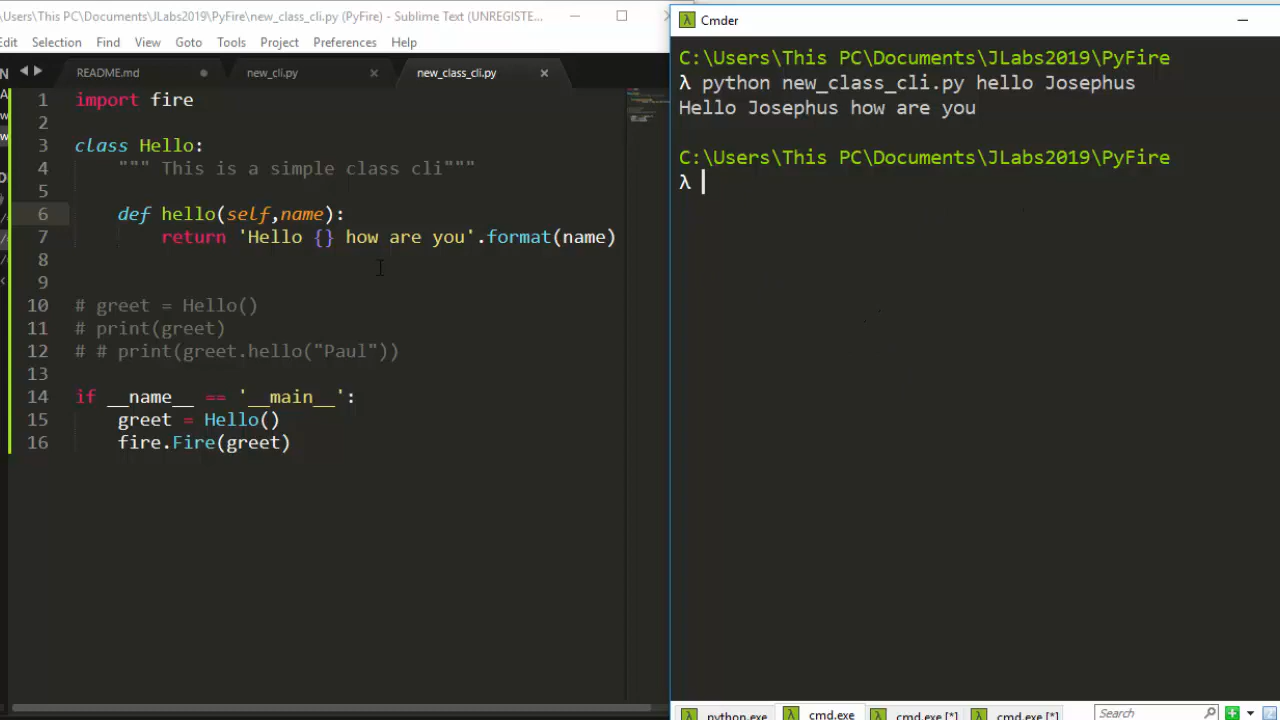 :\Users\This PC\Documents\JLabs2019\PyFire\new_class_cli.py (PyFire) - Sublime Text (UNREGISTE...
Edit Selection Find View Goto Tools Project Preferences Help
README.md new_cli.py new_class_cli.py
1 import fire
2
3 class Hello:
4 """ This is a simple class cli"""
5
6 def hello(self,name):
7 return 'Hello {} how are you'.format(name)
8
9
10 # greet = Hello()
11 # print(greet)
12 # # print(greet.hello("Paul"))
13
14 if __name__ == '__main__':
15 greet = Hello()
16 fire.Fire(greet)
λ Cmder
C:\Users\This PC\Documents\JLabs2019\PyFire
λ python new_class_cli.py hello Josephus
Hello Josephus how are you
C:\Users\This PC\Documents\JLabs2019\PyFire
λ
python.exe λ cmd.exe λ cmd.exe [*] λ cmd.exe [*] Search